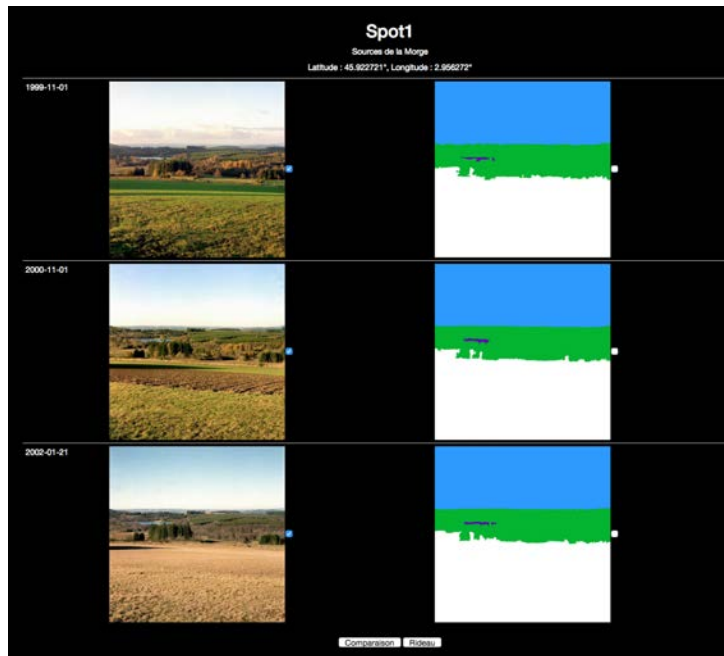 Spot1
Sources de la Morge
Latitude : 45.922721°, Longitude : 2.956272°
1999-11-01
2000-11-01
2002-01-21
Comparaison Rideau